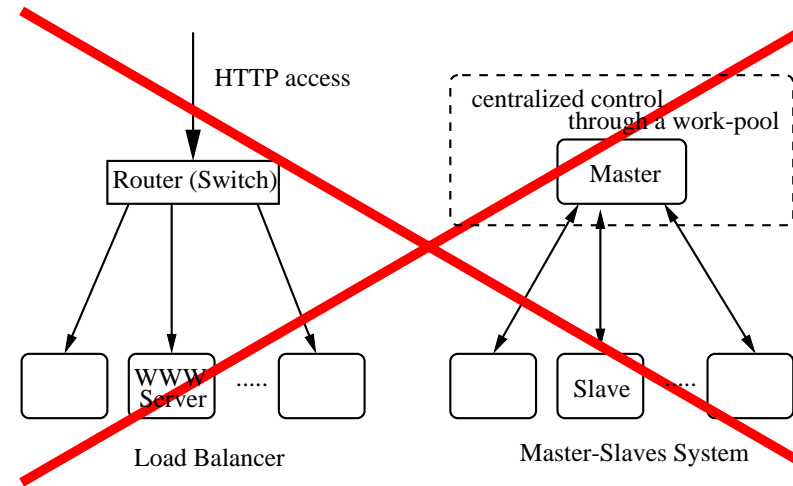 HTTP access
Router (Switch)
WWW
Server
.....
Load Balancer
centralized control
through a work-pool
Master
Slave
.....
Master-Slaves System